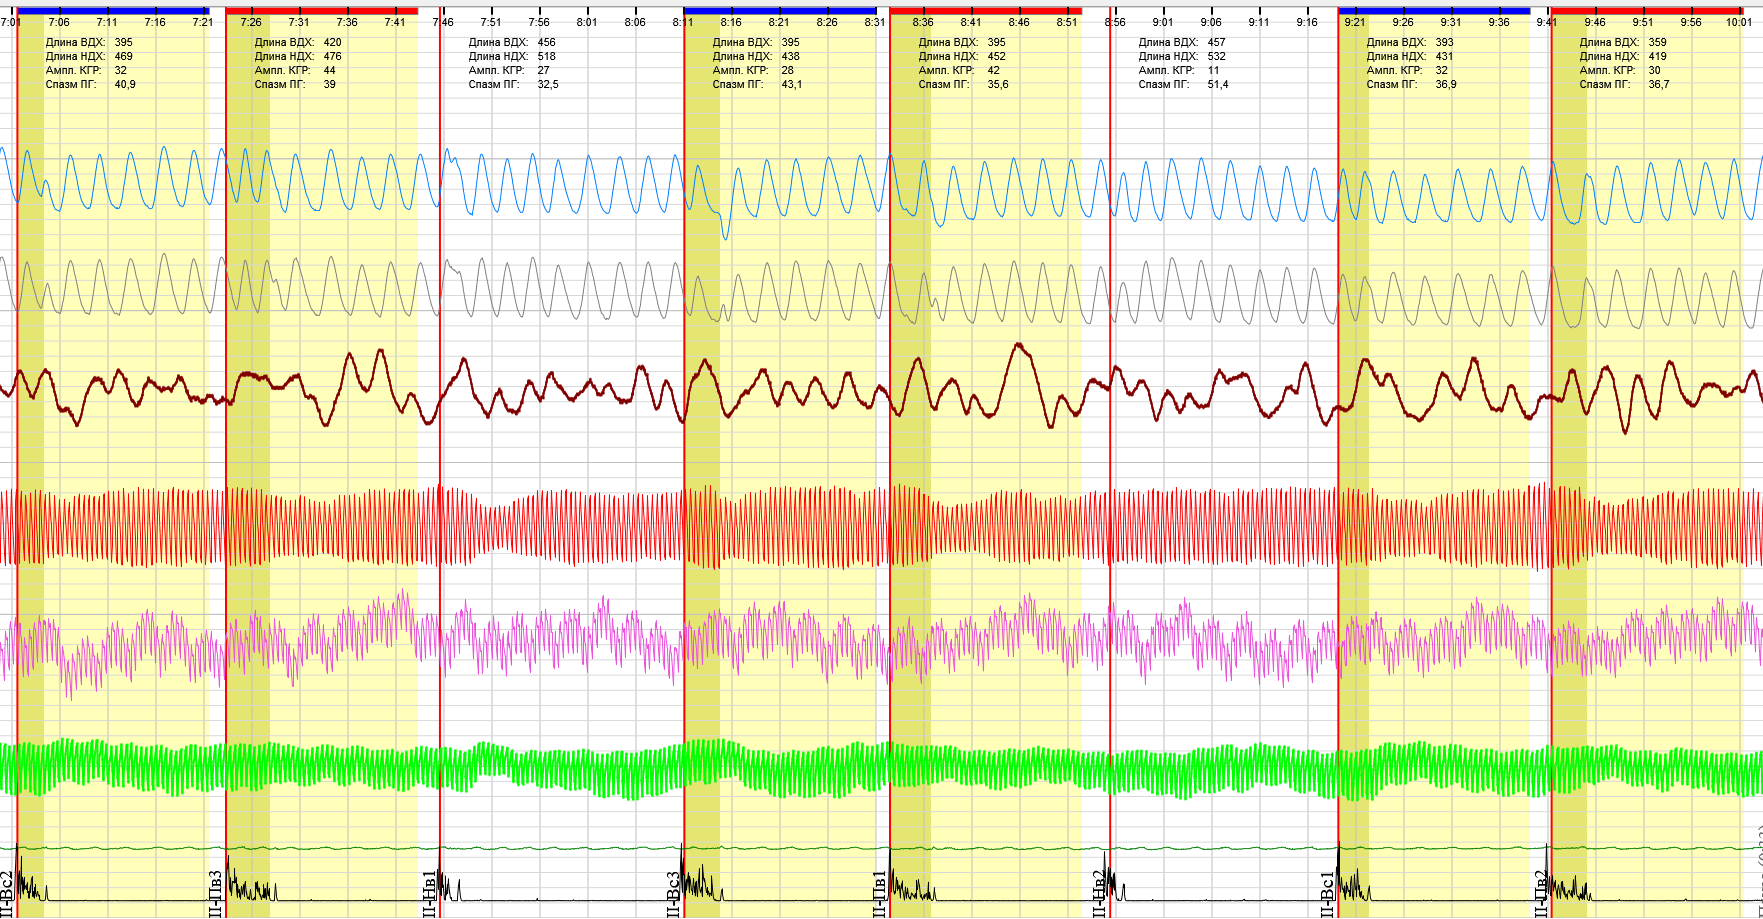 7:01 7:06 7:11 7:16 7:21 7:26 7:31 7:36 7:41 7:46 7:51 7:56 8:01 8:06 8:11 8:16 8:21 8:26 8:31 8:36 8:41 8:46 8:51 8:56 9:01 9:06 9:11 9:16 9:21 9:26 9:31 9:36 9:41 9:46 9:51 9:56 10:01
Длина ВДХ: 395
Длина НДХ: 469
Ампл. КГР: 32
Спазм ПГ: 40,9
Длина ВДХ: 420
Длина НДХ: 476
Ампл. КГР: 44
Спазм ПГ: 39
Длина ВДХ: 456
Длина НДХ: 518
Ампл. КГР: 27
Спазм ПГ: 32,5
Длина ВДХ: 395
Длина НДХ: 438
Ампл. КГР: 28
Спазм ПГ: 43,1
Длина ВДХ: 395
Длина НДХ: 452
Ампл. КГР: 42
Спазм ПГ: 35,6
Длина ВДХ: 457
Длина НДХ: 532
Ампл. КГР: 11
Спазм ПГ: 51,4
Длина ВДХ: 393
Длина НДХ: 431
Ампл. КГР: 32
Спазм ПГ: 36,9
Длина ВДХ: 359
Длина НДХ: 419
Ампл. КГР: 30
Спазм ПГ: 36,7
II-Вс2
II-Пв3
II-Нв1
II-Вс3
II-Пв1
II-Нв2
II-Вс1
II-Пв2